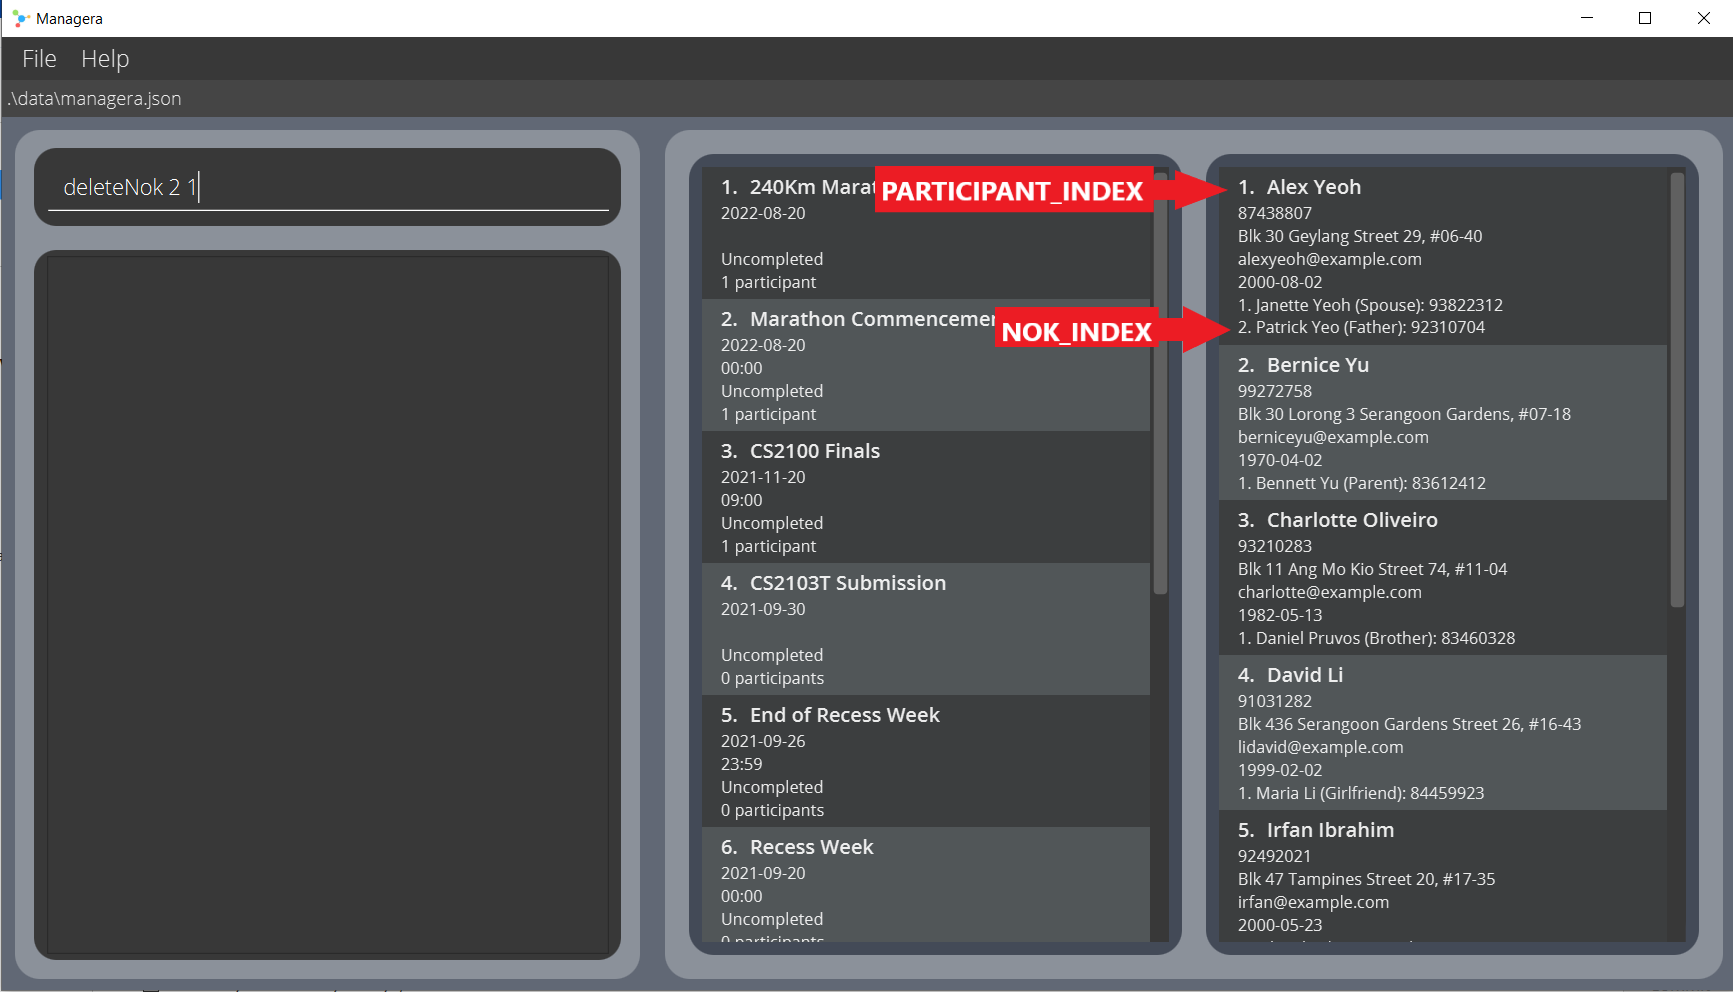 Managera
File Help
.\data\managera.json
deleteNok 2 1
1. 240Km Marat
2022-08-20
Uncompleted
1 participant
2. Marathon Commencemen
2022-08-20
00:00
Uncompleted
1 participant
3. CS2100 Finals
2021-11-20
09:00
Uncompleted
1 participant
4. CS2103T Submission
2021-09-30
Uncompleted
0 participants
5. End of Recess Week
2021-09-26
23:59
Uncompleted
0 participants
6. Recess Week
2021-09-20
00:00
Uncompleted
0 participants
PARTICIPANT_INDEX
NOK_INDEX
1. Alex Yeoh
87438807
Blk 30 Geylang Street 29, #06-40
alexyeoh@example.com
2000-08-02
1. Janette Yeoh (Spouse): 93822312
2. Patrick Yeo (Father): 92310704
2. Bernice Yu
99272758
Blk 30 Lorong 3 Serangoon Gardens, #07-18
berniceyu@example.com
1970-04-02
1. Bennett Yu (Parent): 83612412
3. Charlotte Oliveiro
93210283
Blk 11 Ang Mo Kio Street 74, #11-04
charlotte@example.com
1982-05-13
1. Daniel Pruvos (Brother): 83460328
4. David Li
91031282
Blk 436 Serangoon Gardens Street 26, #16-43
lidavid@example.com
1999-02-02
1. Maria Li (Girlfriend): 84459923
5. Irfan Ibrahim
92492021
Blk 47 Tampines Street 20, #17-35
irfan@example.com
2000-05-23